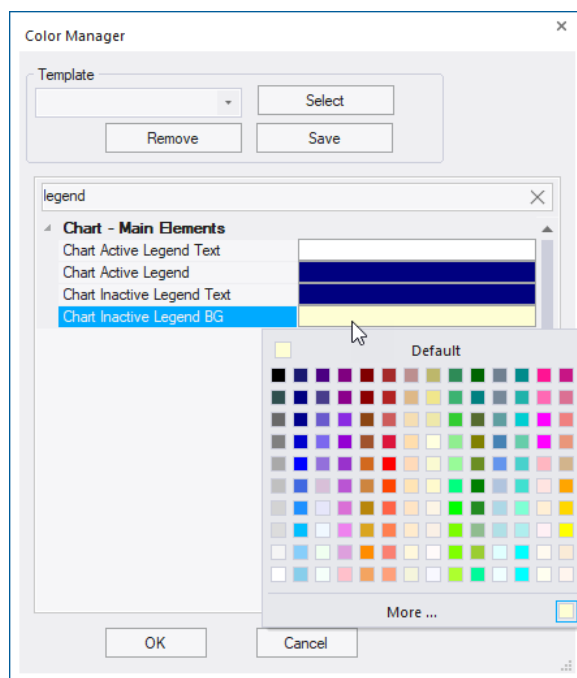 Color Manager
Template
Select
Remove
Save
legend
Chart - Main Elements
Chart Active Legend Text
Chart Active Legend
Chart Inactive Legend Text
Chart Inactive Legend BG
Default
More ...
OK
Cancel